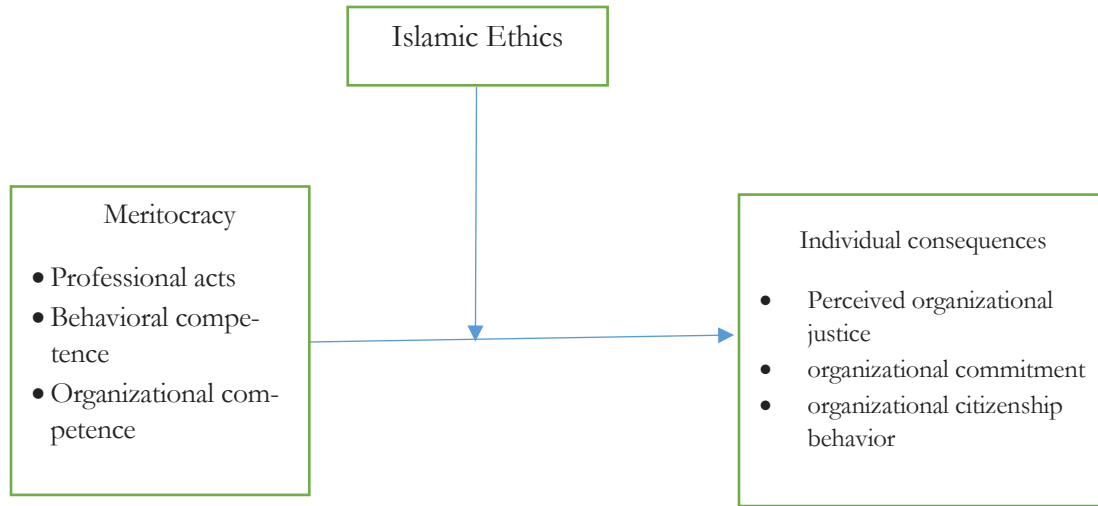 Islamic Ethics
Meritocracy
• Professional acts
• Behavioral compe-
tence
• Organizational com-
petence
Individual consequences
• Perceived organizational
justice
• organizational commitment
• organizational citizenship
behavior